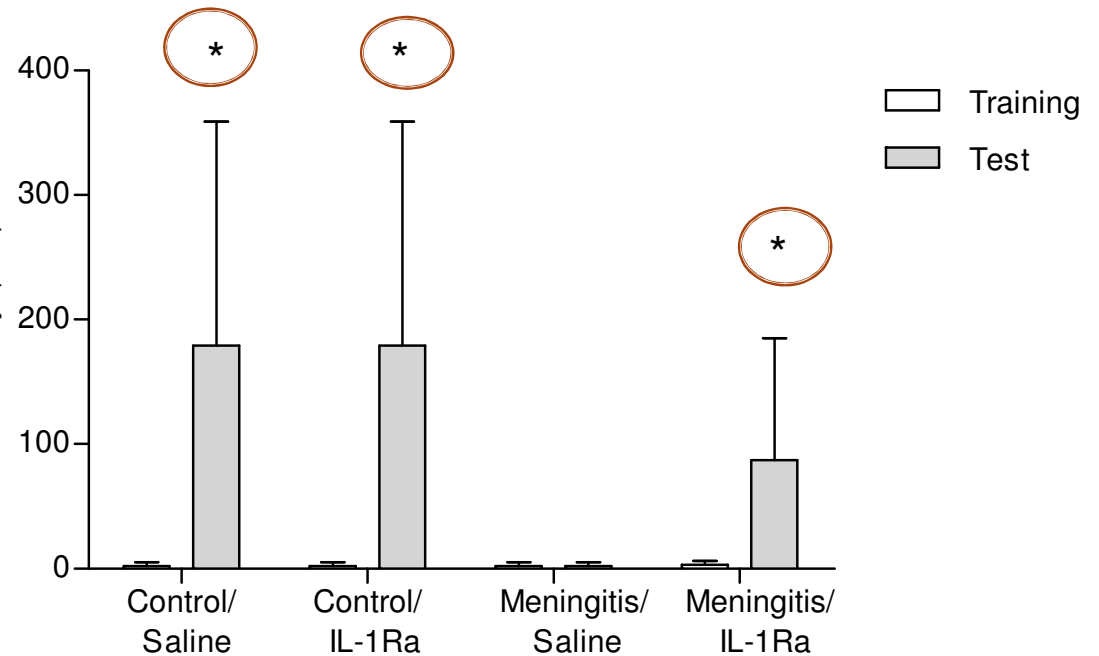 *
*
400
Training
Test
300
*
200
100
0
Control/
Saline
Control/
IL-1Ra
Meningitis/
Saline
Meningitis/
IL-1Ra